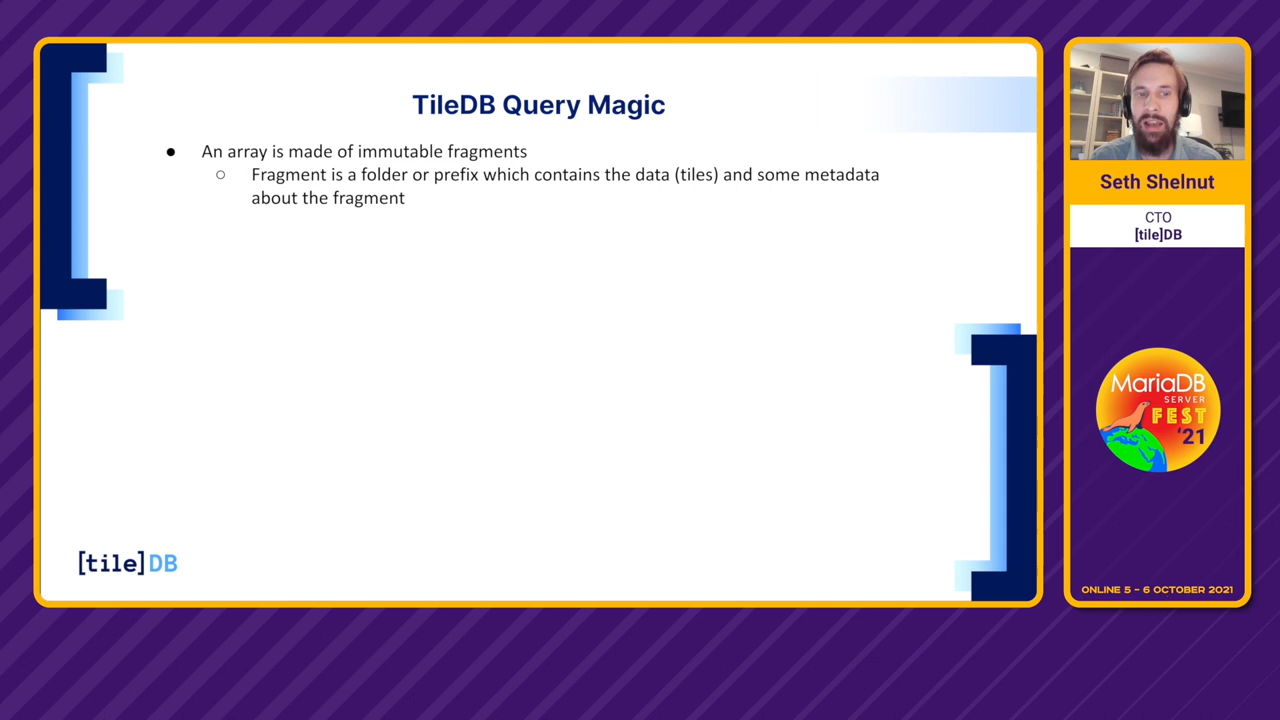 TileDB Query Magic
● An array is made of immutable fragments
○ Fragment is a folder or prefix which contains the data (tiles) and some metadata
about the fragment
[tile]DB
Seth Shelnut
CTO
[tile]DB
MariaDB
SERVER
FEST
'21
ONLINE 5 – 6 OCTOBER 2021